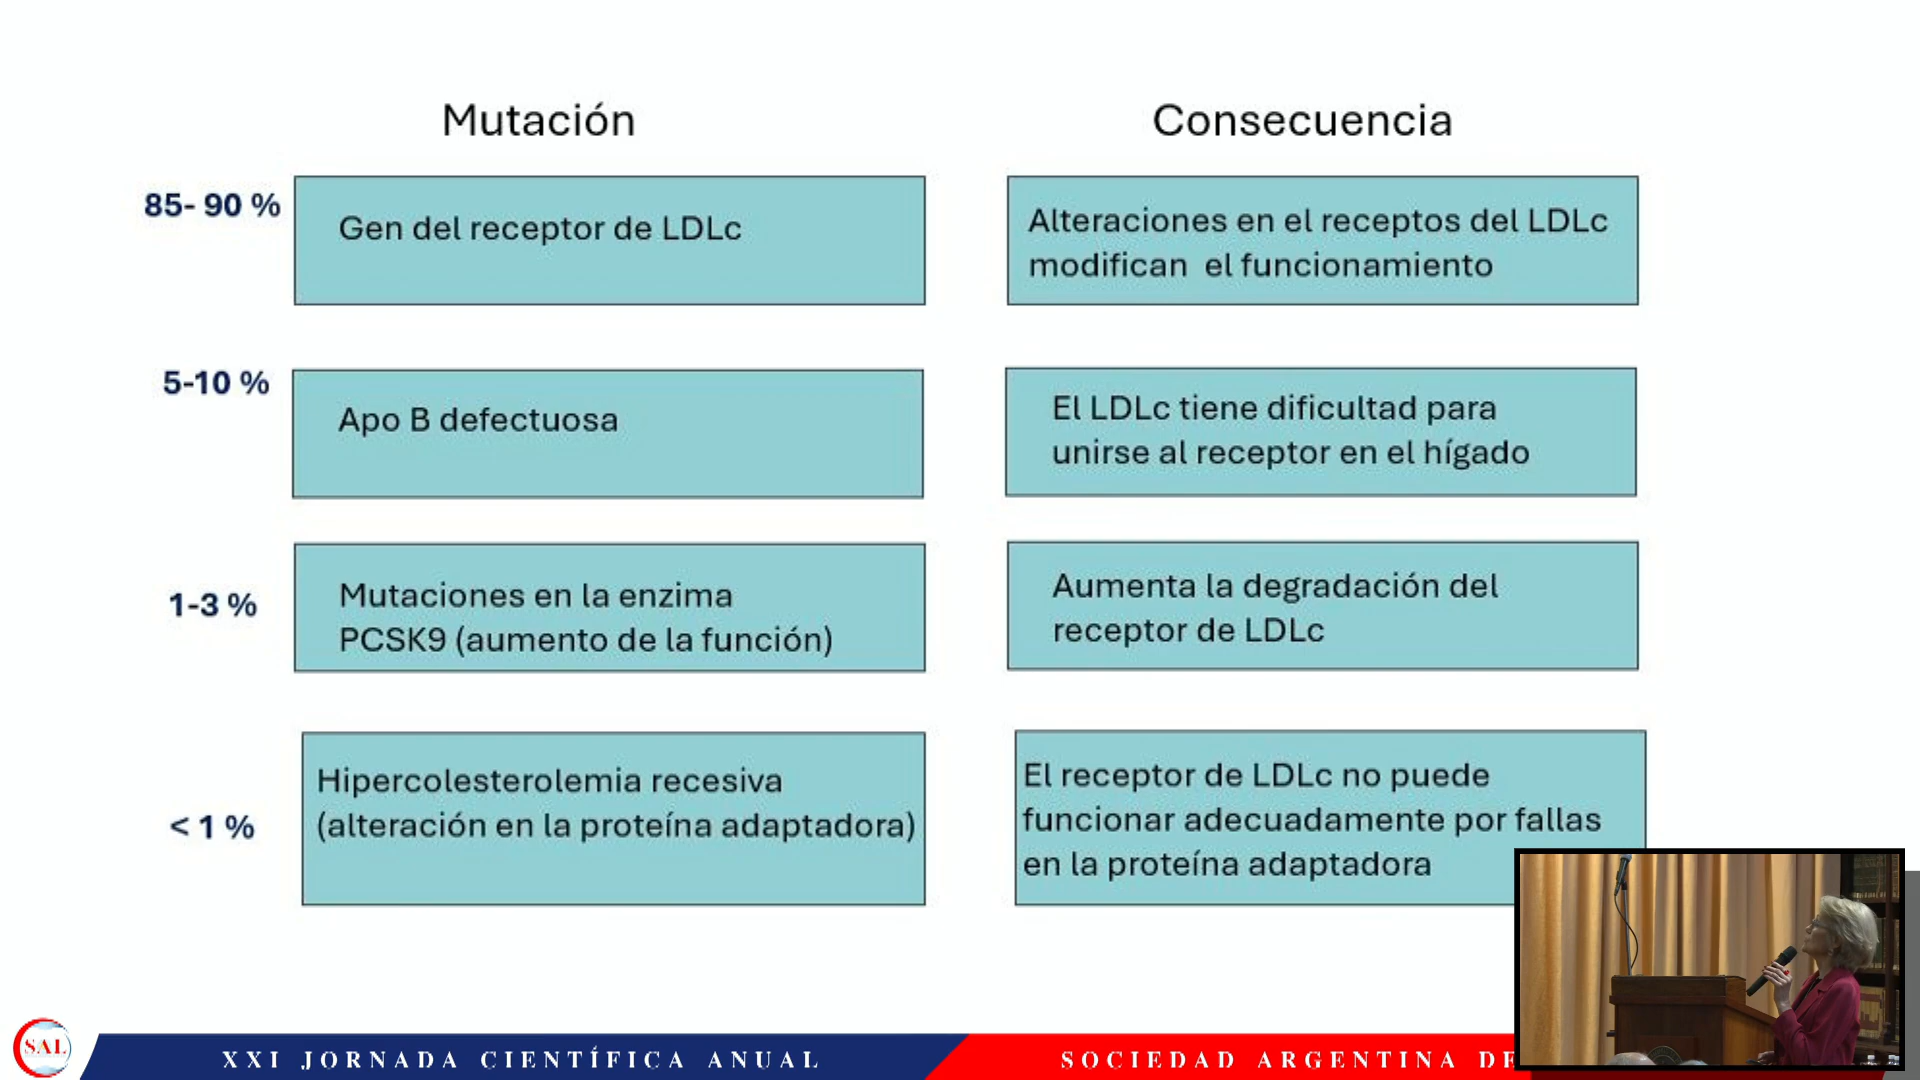 Mutación
Consecuencia
85- 90 %
Gen del receptor de LDLc
Alteraciones en el receptos del LDLc
modifican el funcionamiento
5-10 %
Apo B defectuosa
El LDLc tiene dificultad para
unirse al receptor en el hígado
1-3 %
Mutaciones en la enzima
PCSK9 (aumento de la función)
Aumenta la degradación del
receptor de LDLc
< 1 %
Hipercolesterolemia recesiva
(alteración en la proteína adaptadora)
El receptor de LDLc no puede
funcionar adecuadamente por fallas
en la proteína adaptadora
SAL
XXI JORNADA CIENTÍFICA ANUAL
SOCIEDAD ARGENTINA DE